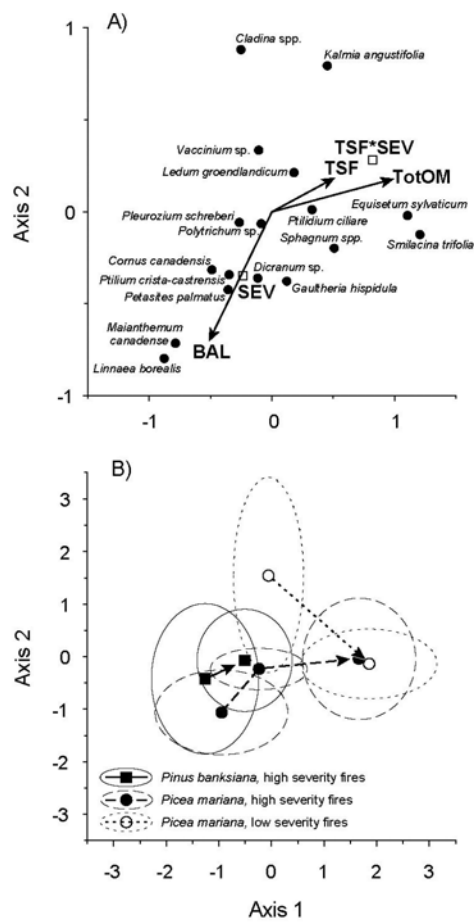 A)
Cladina spp.
Kalmia angustifolia
Vaccinium sp.
Ledum groendlandicum
TSF*SEV
TSF
TotOM
Pleurozium schreberi
Polytrichum sp.
Ptilidium ciliare
Equisetum sylvaticum
Sphagnum spp.
Smilacina trifolia
Cornus canadensis
Ptilium crista-castrensis
Petasites palmatus
SEV
Dicranum sp.
Gaultheria hispidula
Maianthemum
canadense
Linnaea borealis
BAL
Axis 2
1
0
-1
-1
0
1
B)
Axis 2
3
2
1
0
-1
-2
-3
Pinus banksiana, high severity fires
Picea mariana, high severity fires
Picea mariana, low severity fires
-3
-2
-1
0
1
2
3
Axis 1